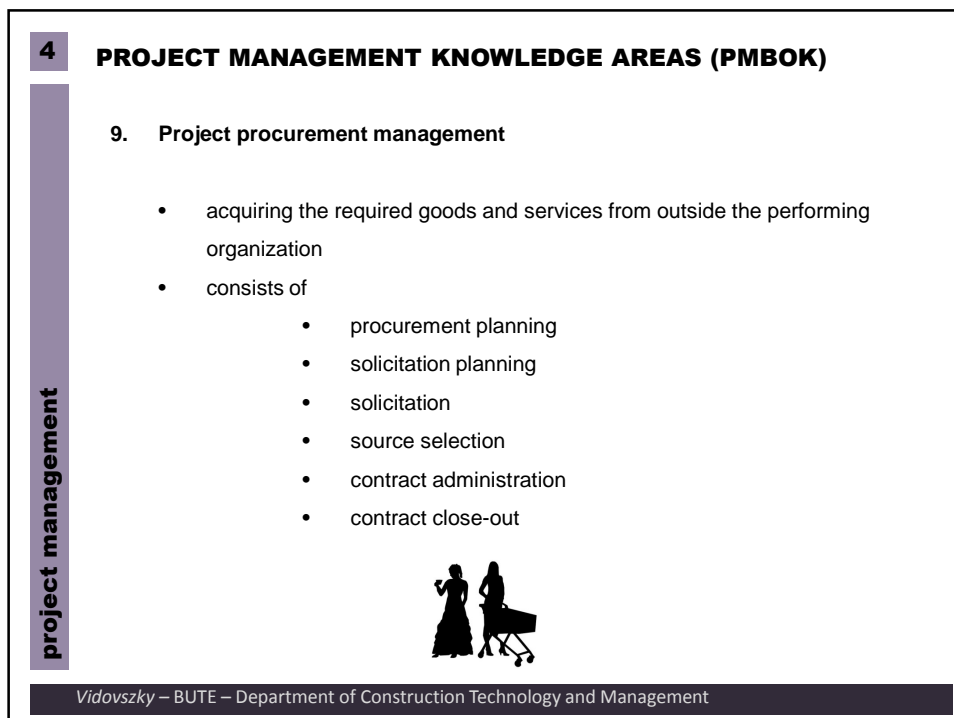 4
PROJECT MANAGEMENT KNOWLEDGE AREAS (PMBOK)
9. Project procurement management
• acquiring the required goods and services from outside the performing
organization
• consists of
• procurement planning
• solicitation planning
• solicitation
• source selection
• contract administration
• contract close-out
project management
Vidovszky – BUTE – Department of Construction Technology and Management